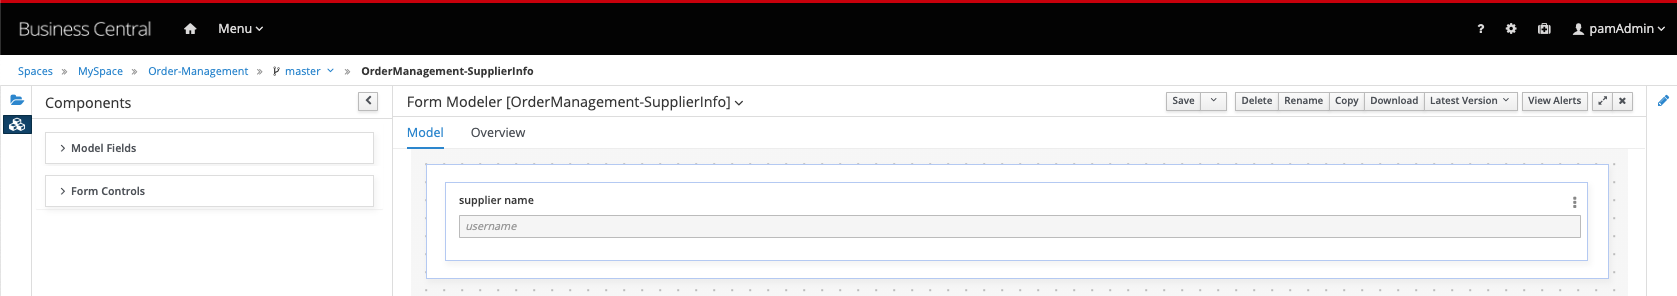 Business Central Menu ? pamAdmin
Spaces » MySpace » Order-Management » master » OrderManagement-SupplierInfo
Components
Form Modeler [OrderManagement-SupplierInfo]
Save Delete Rename Copy Download Latest Version View Alerts
Model Overview
Model Fields
Form Controls
supplier name
username